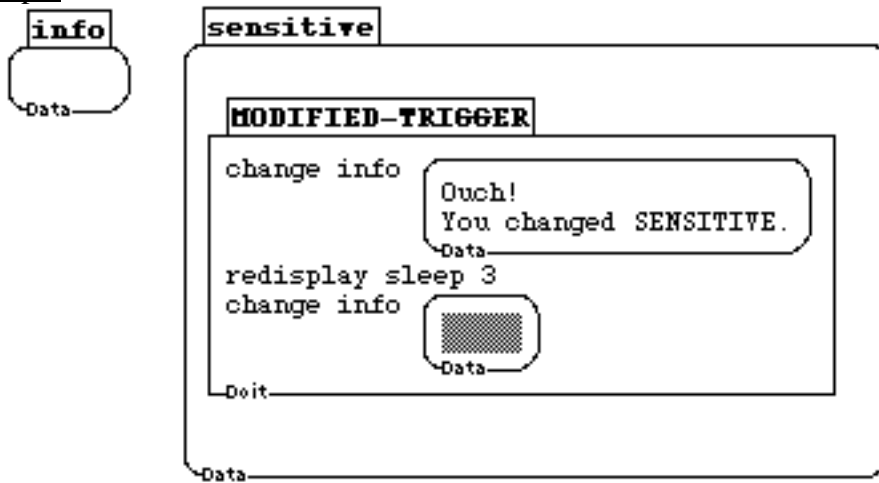 info
Data
sensitive
MODIFIED-TRIGGER
change info
Ouch!
You changed SENSITIVE.
Data
redisplay sleep 3
change info
Data
Doit
Data